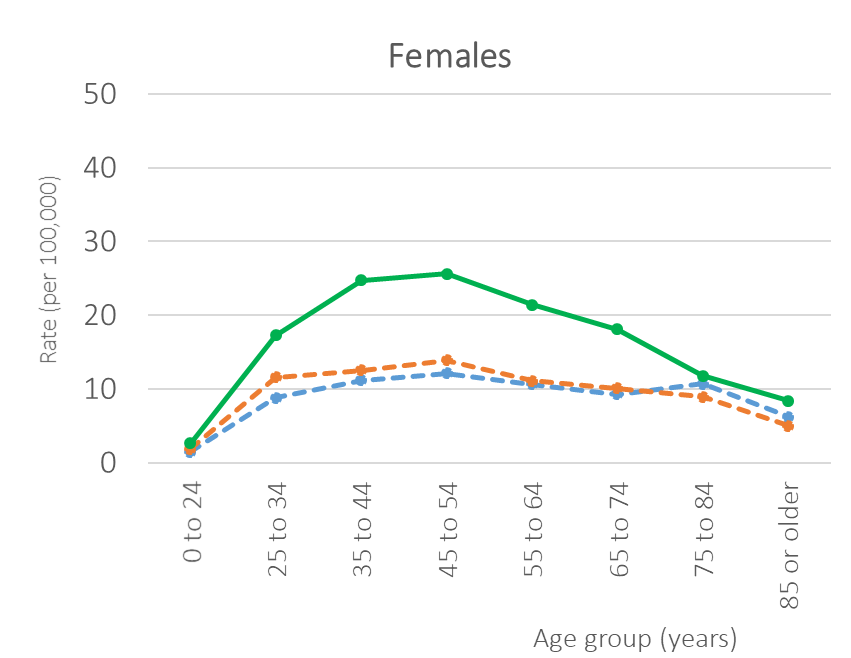 Females
50
40
30
20
10
0
Rate (per 100,000)
0 to 24
25 to 34
35 to 44
45 to 54
55 to 64
65 to 74
75 to 84
85 or older
Age group (years)